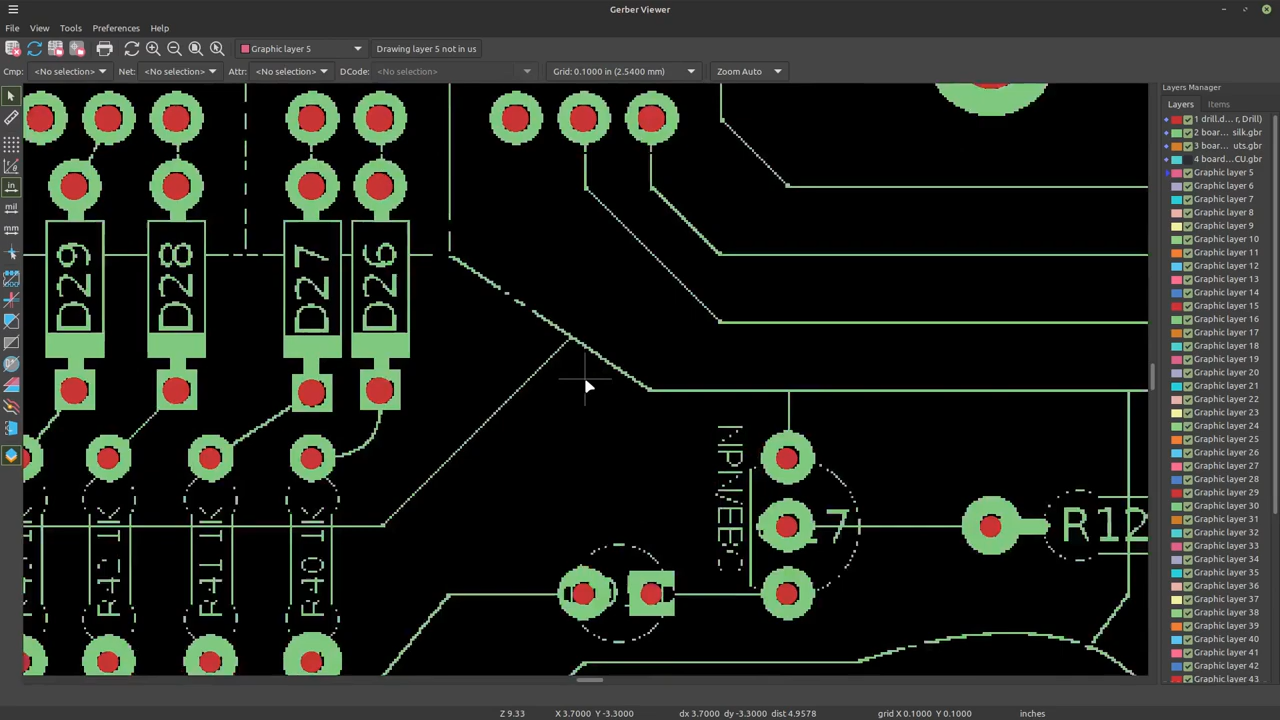 Gerber Viewer
File View Tools Preferences Help
Graphic layer 5 Drawing layer 5 not in us
Cmp: <No selection> Net: <No selection> Attr: <No selection> DCode: <No selection> Grid: 0.1000 in (2.5400 mm) Zoom Auto
Layers Manager
Layers Items
in
mil
mm
1 drill.d... r, Drill)
2 boar... silk.gbr
3 boar... uts.gbr
4 board... CU.gbr
Graphic layer 5
Graphic layer 6
Graphic layer 7
Graphic layer 8
Graphic layer 9
Graphic layer 10
Graphic layer 11
Graphic layer 12
Graphic layer 13
Graphic layer 14
Graphic layer 15
Graphic layer 16
Graphic layer 17
Graphic layer 18
Graphic layer 19
Graphic layer 20
Graphic layer 21
Graphic layer 22
Graphic layer 23
Graphic layer 24
Graphic layer 25
Graphic layer 26
Graphic layer 27
Graphic layer 28
Graphic layer 29
Graphic layer 30
Graphic layer 31
Graphic layer 32
Graphic layer 33
Graphic layer 34
Graphic layer 35
Graphic layer 36
Graphic layer 37
Graphic layer 38
Graphic layer 39
Graphic layer 40
Graphic layer 41
Graphic layer 42
Graphic layer 43
D29 D28 D27 D26
7 R12
Z 9.33 X 3.7000 Y -3.3000 dx 3.7000 dy -3.3000 dist 4.9578 grid X 0.1000 Y 0.1000 inches